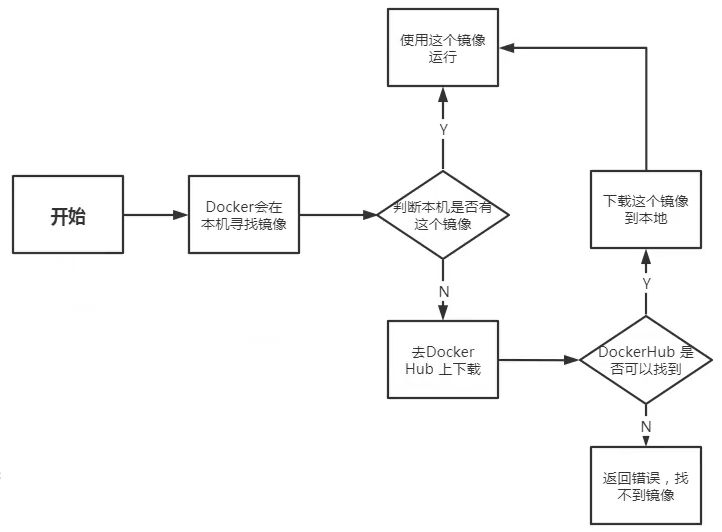 使用这个镜像
运行
Y
开始
Docker会在
本机寻找镜像
判断本机是否有
这个镜像
下载这个镜像
到本地
N
Y
去Docker
Hub 上下载
DockerHub 是
否可以找到
N
返回错误，找
不到镜像